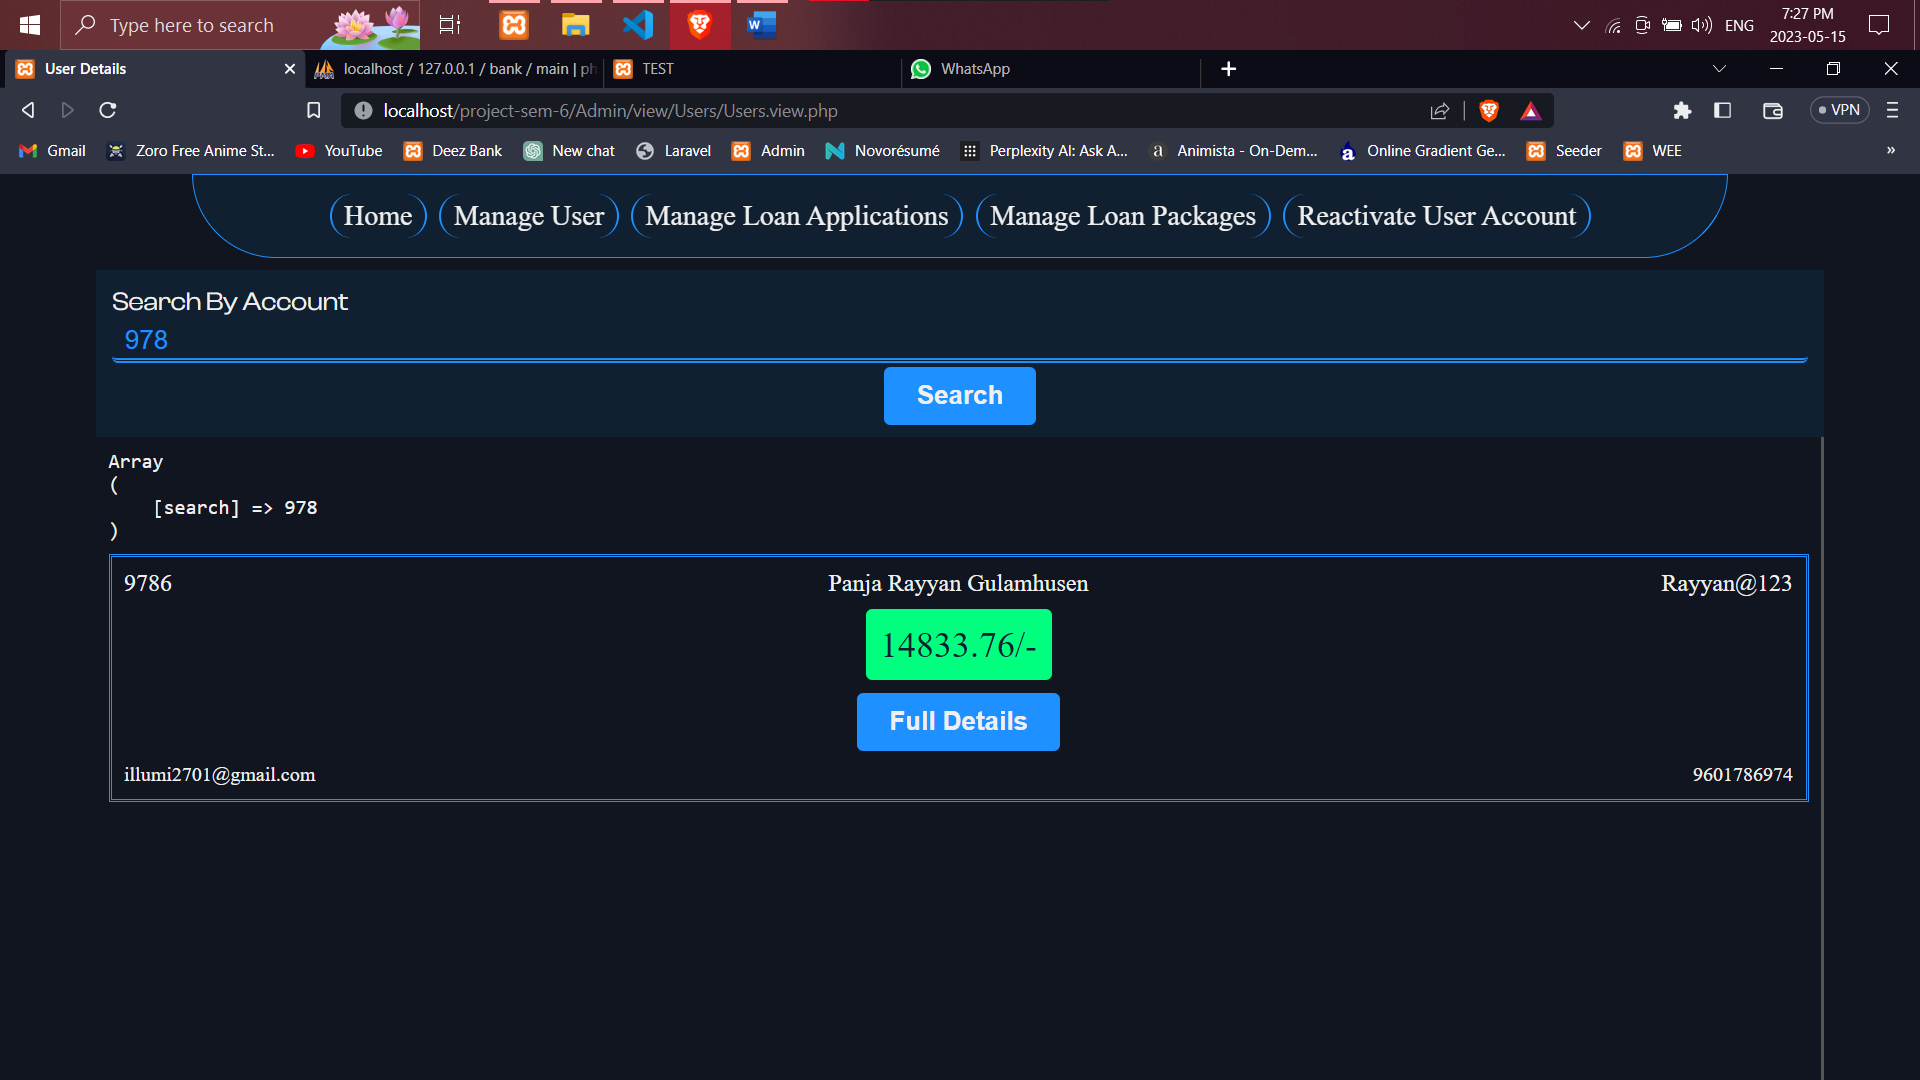 Type here to search
ENG
7:27 PM
2023-05-15
User Details
localhost / 127.0.0.1 / bank / main | ph
TEST
WhatsApp
localhost/project-sem-6/Admin/view/Users/Users.view.php
VPN
Gmail
Zoro Free Anime St...
YouTube
Deez Bank
New chat
Laravel
Admin
Novorésumé
Perplexity AI: Ask A...
Animista - On-Dem...
Online Gradient Ge...
Seeder
WEE
»
Home
Manage User
Manage Loan Applications
Manage Loan Packages
Reactivate User Account
Search By Account
978
Search
Array
(
[search] => 978
)
9786
Panja Rayyan Gulamhusen
Rayyan@123
14833.76/-
Full Details
illumi2701@gmail.com
9601786974